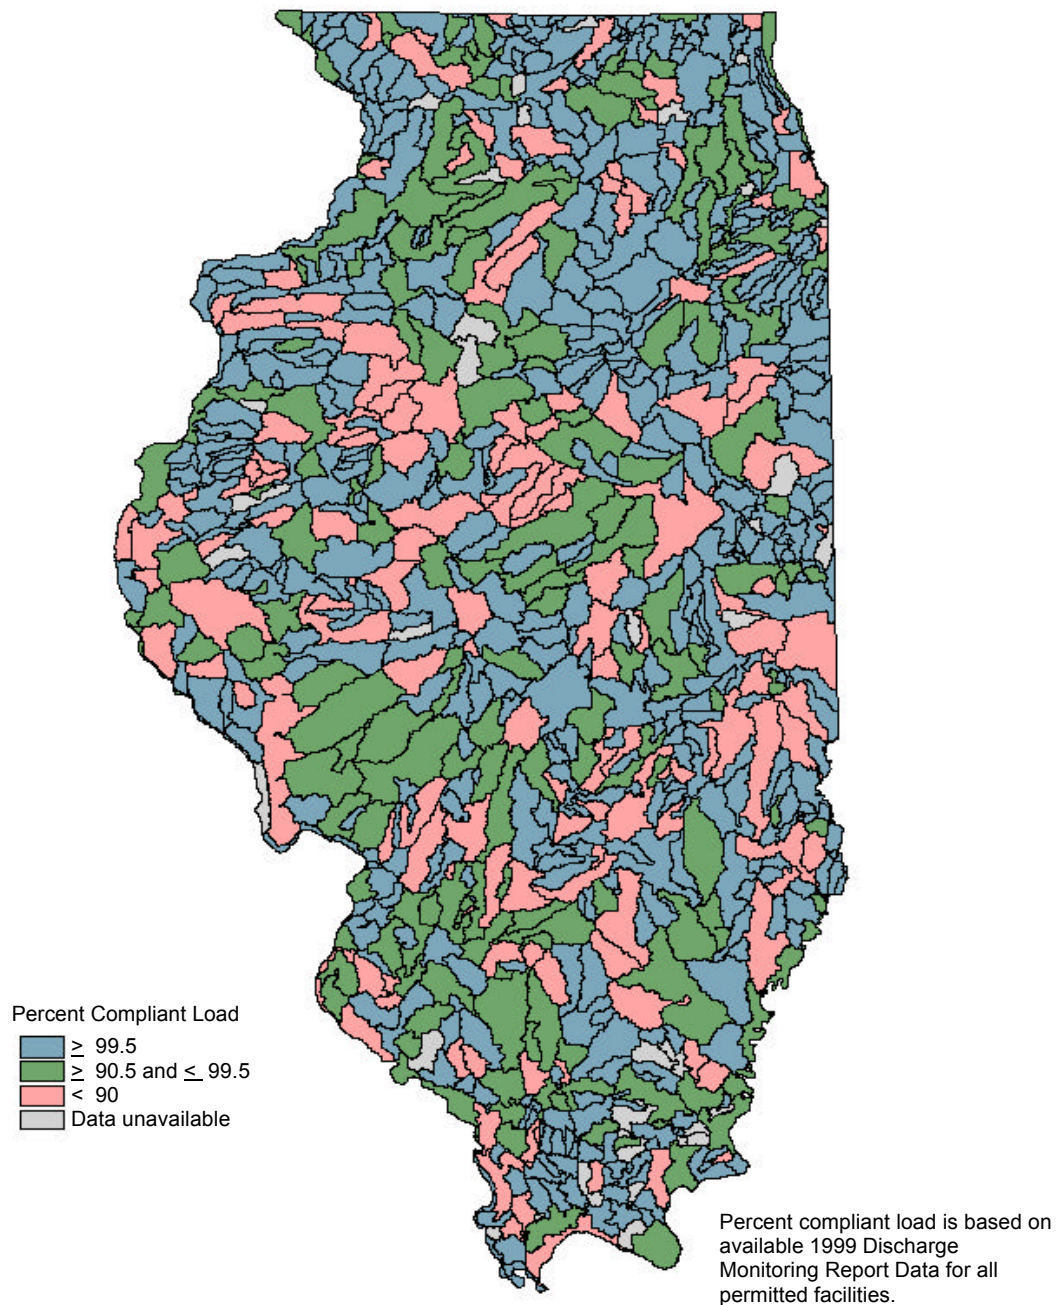 Percent Compliant Load
≥ 99.5
≥ 90.5 and ≤ 99.5
< 90
Data unavailable
Percent compliant load is based on
available 1999 Discharge
Monitoring Report Data for all
permitted facilities.